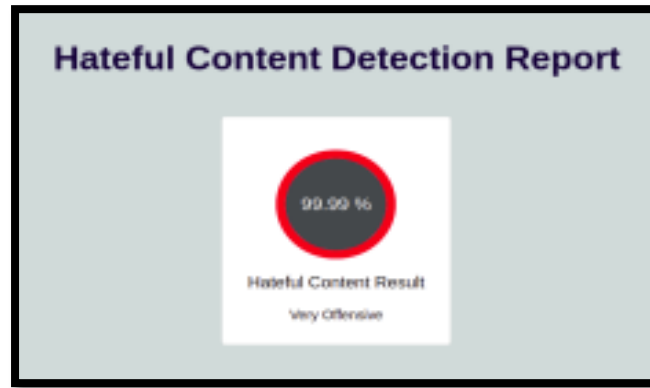 Hateful Content Detection Report
99.99 %
Hateful Content Result
Very Offensive